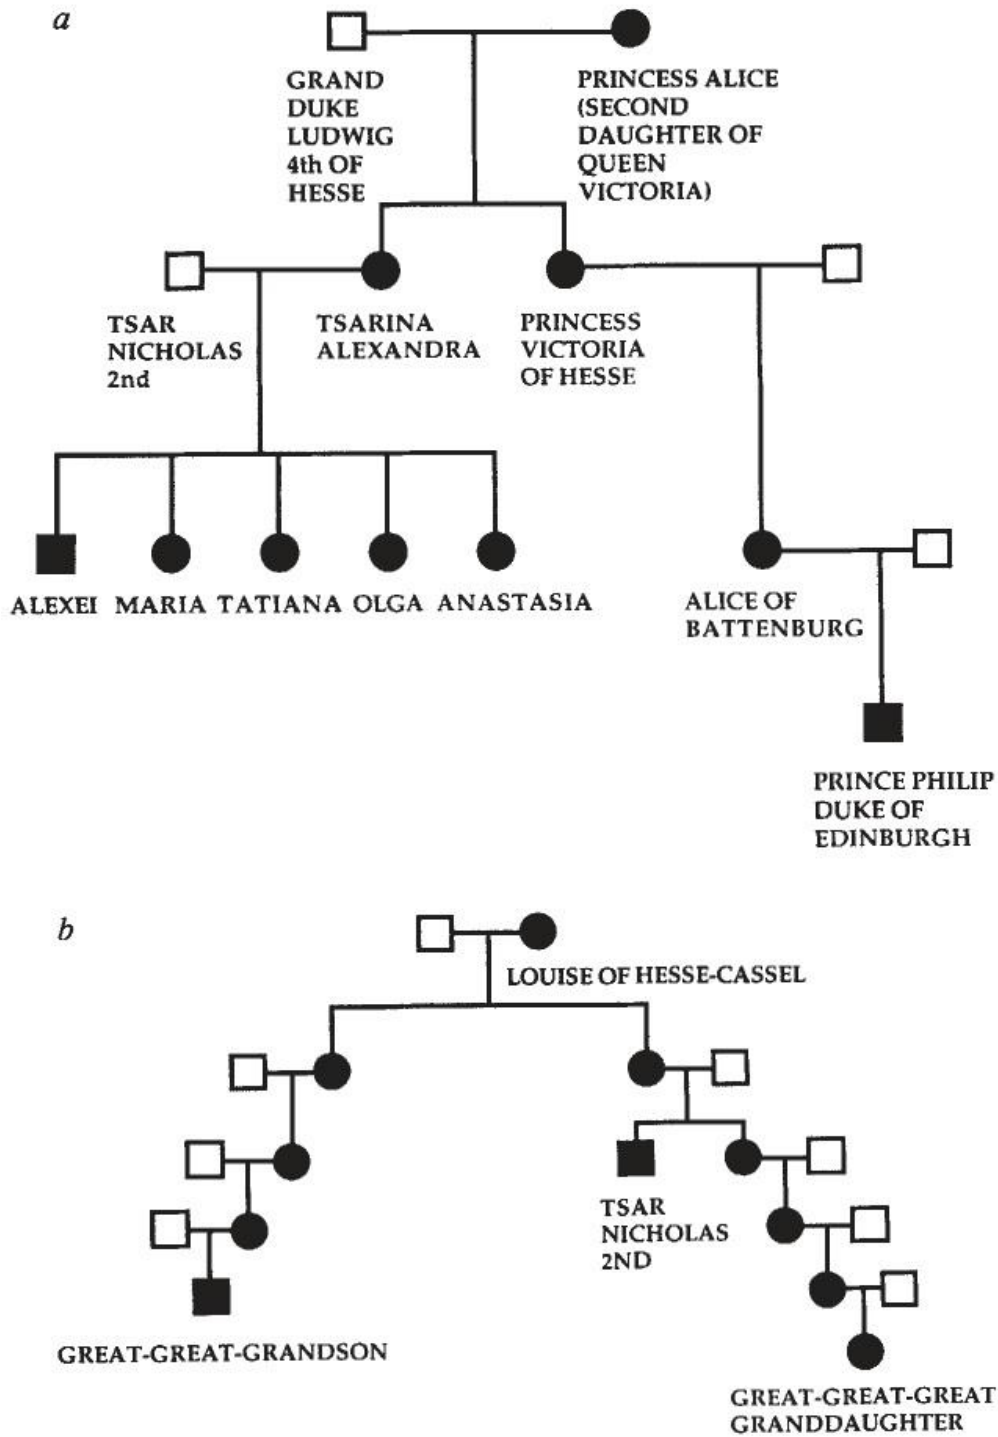 a
GRAND
DUKE
LUDWIG
4th OF
HESSE
PRINCESS ALICE
(SECOND
DAUGHTER OF
QUEEN
VICTORIA)
TSAR
NICHOLAS
2nd
TSARINA
ALEXANDRA
PRINCESS
VICTORIA
OF HESSE
ALEXEI MARIA TATIANA OLGA ANASTASIA
ALICE OF
BATTENBURG
PRINCE PHILIP
DUKE OF
EDINBURGH
b
LOUISE OF HESSE-CASSEL
TSAR
NICHOLAS
2ND
GREAT-GREAT-GRANDSON
GREAT-GREAT-GREAT
GRANDDAUGHTER